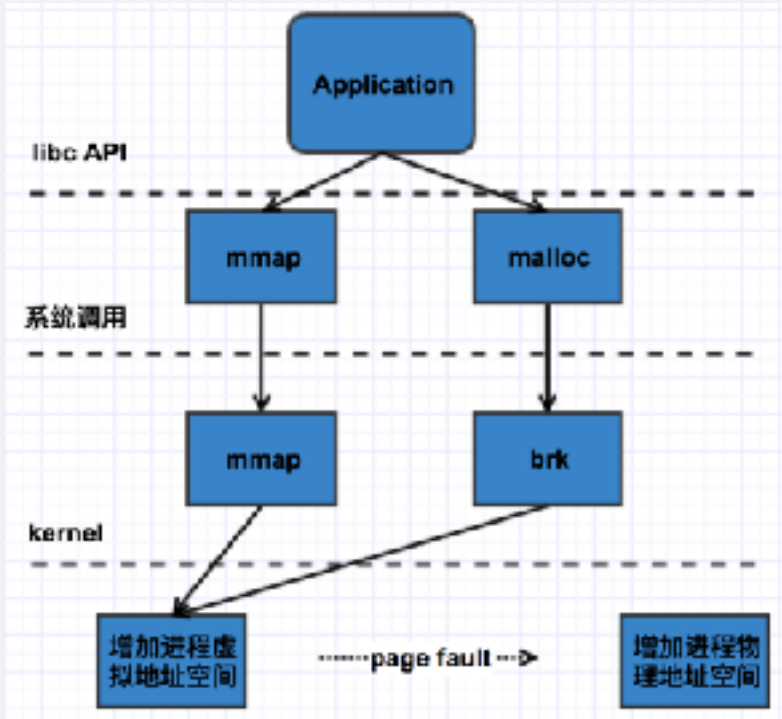 Application
libc API
mmap
malloc
系统调用
mmap
brk
kernel
增加进程虚
拟地址空间
page fault
增加进程物
理地址空间